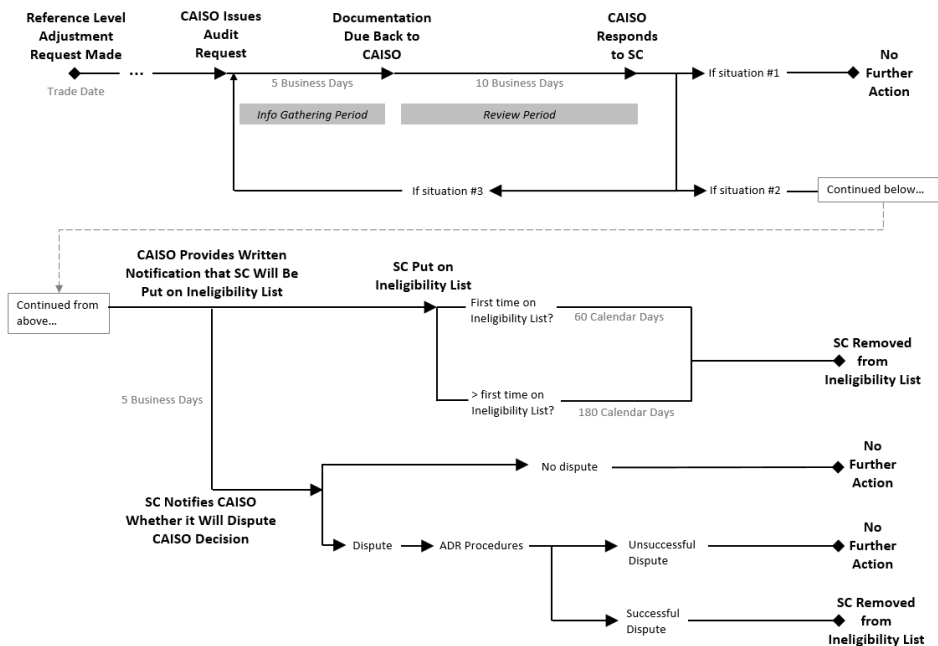 Reference Level
Adjustment
Request Made
CAISO Issues
Audit
Request
Documentation
Due Back to
CAISO
CAISO
Responds
to SC
...
Trade Date
5 Business Days
10 Business Days
If situation #1
No
Further
Action
Info Gathering Period
Review Period
If situation #3
If situation #2
Continued below...
CAISO Provides Written
Notification that SC Will Be
Put on Ineligibility List
SC Put on
Ineligibility List
Continued from
above...
First time on
Ineligibility List?
60 Calendar Days
SC Removed
from
Ineligibility List
> first time on
Ineligibility List?
180 Calendar Days
5 Business Days
No dispute
No
Further
Action
SC Notifies CAISO
Whether it Will Dispute
CAISO Decision
Dispute
ADR Procedures
Unsuccessful
Dispute
No
Further
Action
Successful
Dispute
SC Removed
from
Ineligibility List